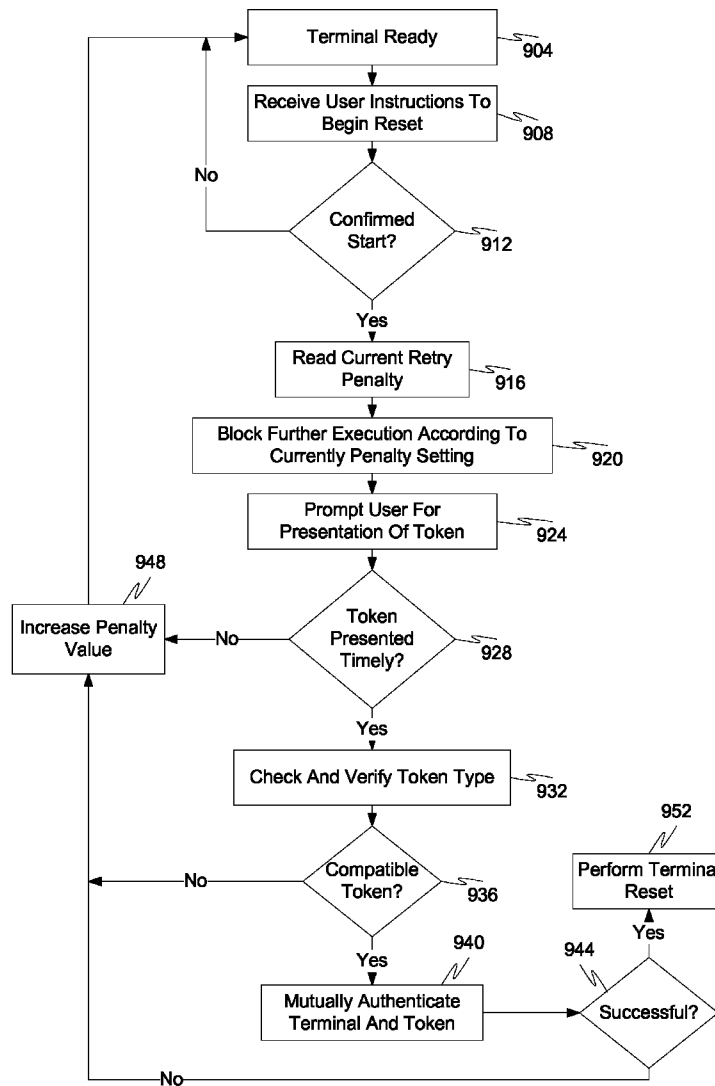 Terminal Ready
904
Receive User Instructions To
Begin Reset
908
No
Confirmed
Start?
912
Yes
Read Current Retry
Penalty
916
Block Further Execution According To
Currently Penalty Setting
920
Prompt User For
Presentation Of Token
924
948
Increase Penalty
Value
No
Token
Presented
Timely?
928
Yes
Check And Verify Token Type
932
952
Perform Terminal
Reset
No
Compatible
Token?
936
Yes
Yes
940
944
Mutually Authenticate
Terminal And Token
Successful?
No